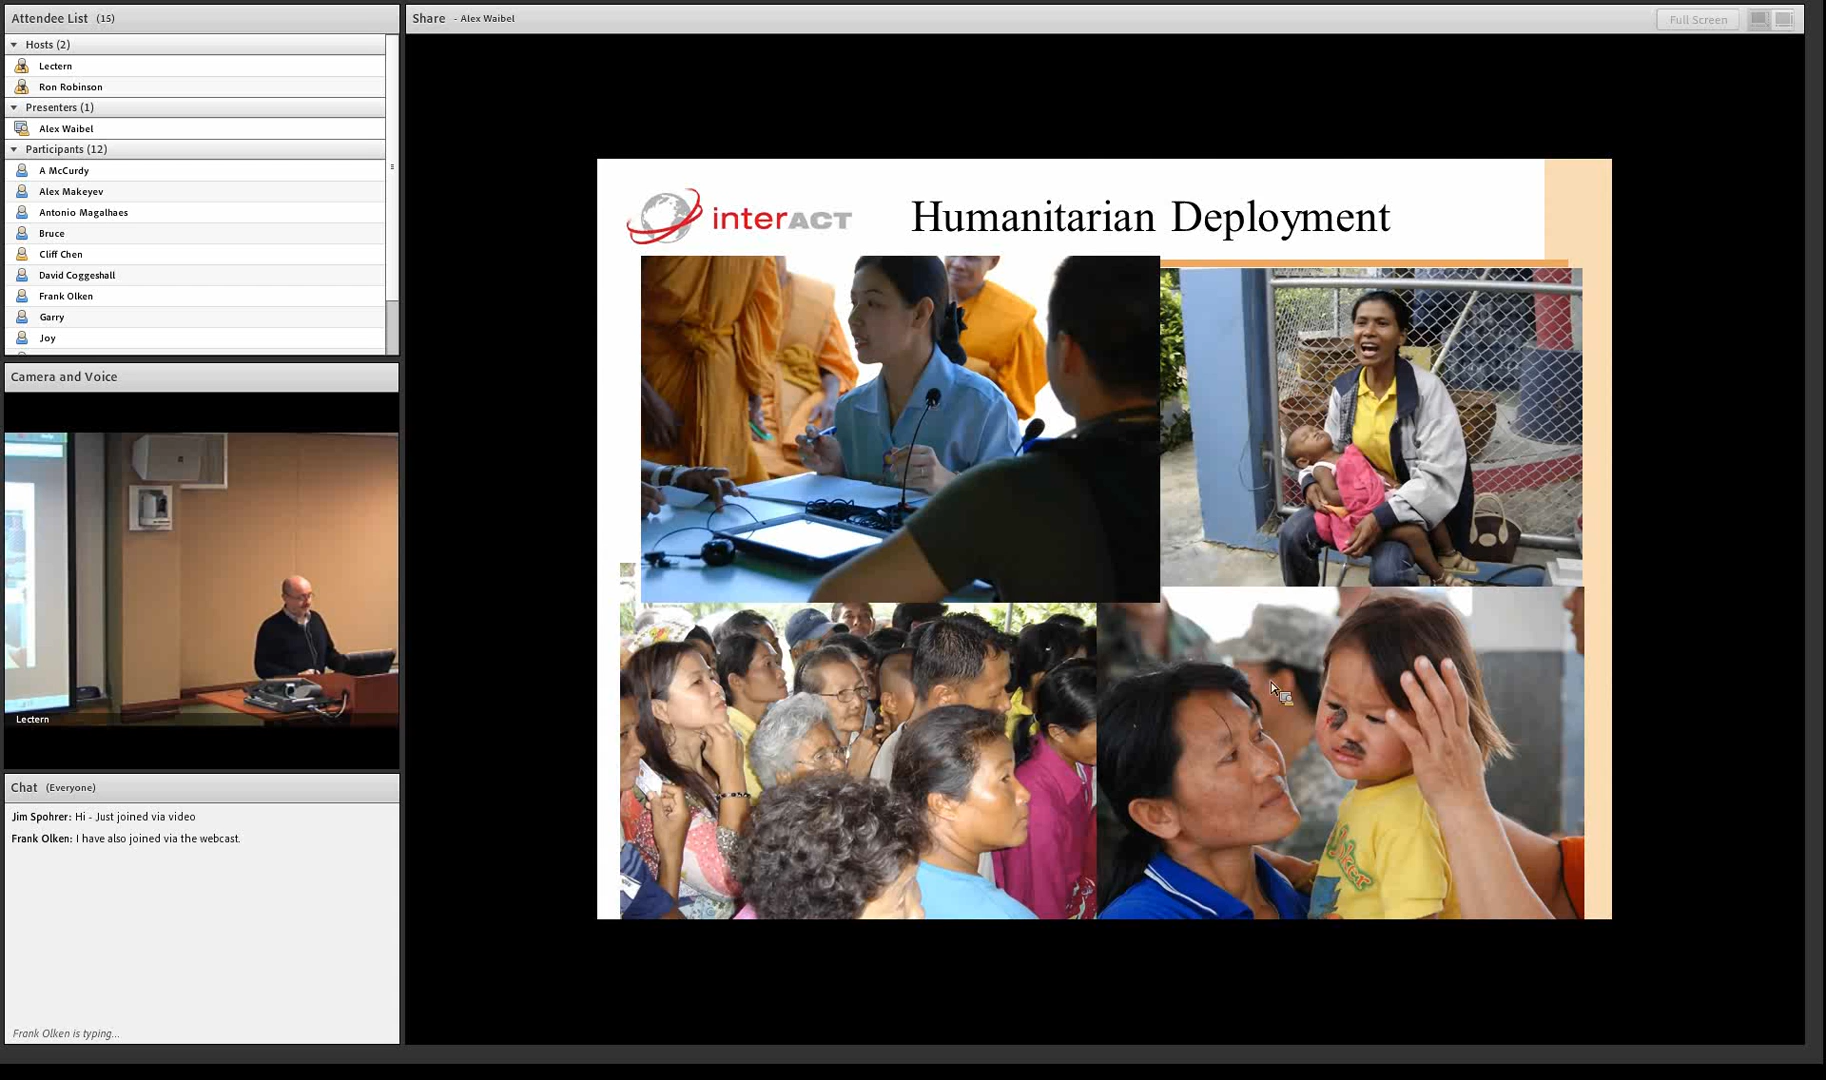 Attendee List (15)
Hosts (2)
Lectern
Ron Robinson
Presenters (1)
Alex Waibel
Participants (12)
A McCurdy
Alex Makeyev
Antonio Magalhaes
Bruce
Cliff Chen
David Coggeshall
Frank Olken
Garry
Joy
Camera and Voice
Lectern
Chat (Everyone)
Jim Spohrer: Hi - Just joined via video
Frank Olken: I have also joined via the webcast.
Frank Olken is typing...
Share - Alex Waibel
Full Screen
interACT
Humanitarian Deployment